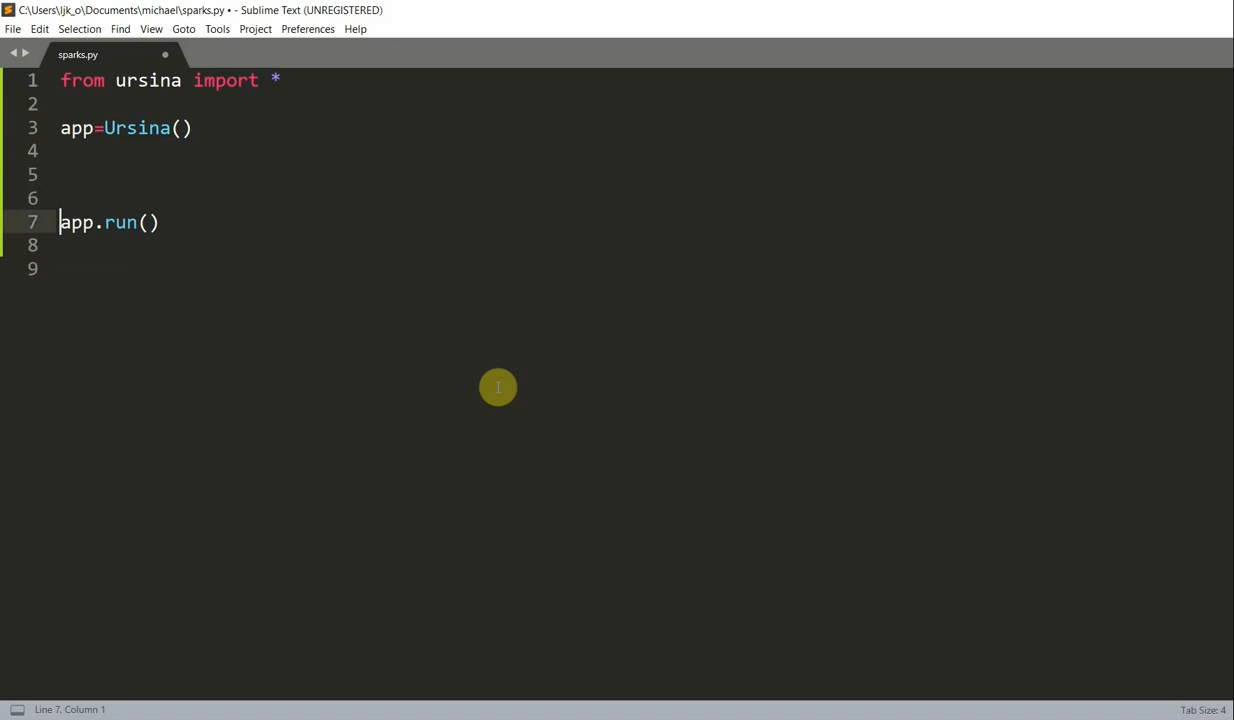 C:\Users\ljk_o\Documents\michael\sparks.py • - Sublime Text (UNREGISTERED)
File Edit Selection Find View Goto Tools Project Preferences Help
sparks.py
1 from ursina import *
2
3 app=Ursina()
4
5
6
7 app.run()
8
9
Line 7, Column 1 Tab Size: 4